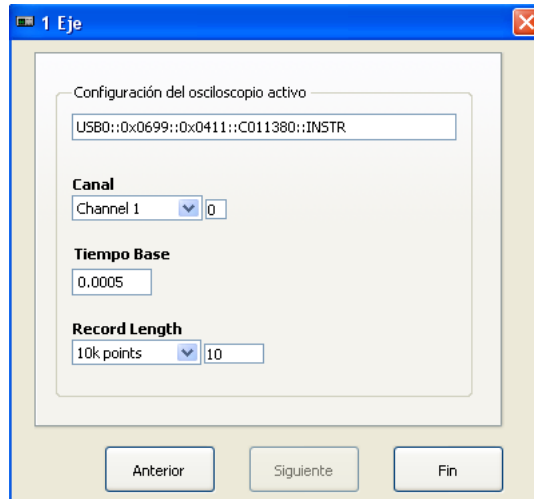 1 Eje
Configuración del osciloscopio activo
USB0::0x0699::0x0411::C011380::INSTR
Canal
Channel 1 0
Tiempo Base
0.0005
Record Length
10k points 10
Anterior Siguiente Fin